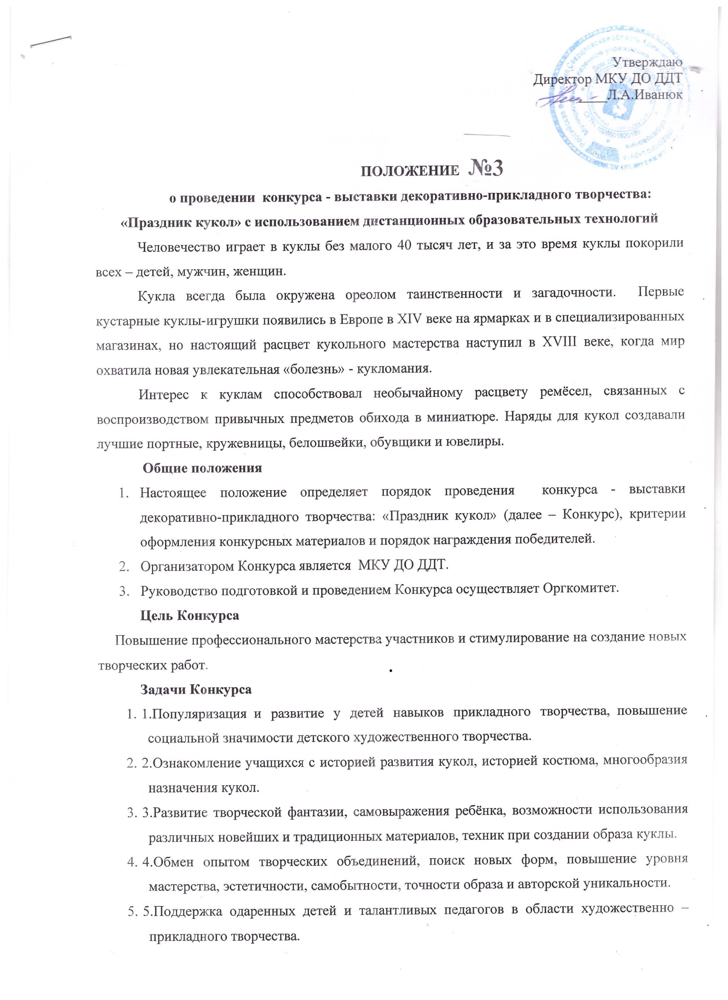 Утверждаю
Директор МКУ ДО ДДТ
____Л.А.Иванюк
ПОЛОЖЕНИЕ №3
о проведении конкурса - выставки декоративно-прикладного творчества:
«Праздник кукол» с использованием дистанционных образовательных технологий
Человечество играет в куклы без малого 40 тысяч лет, и за это время куклы покорили
всех – детей, мужчин, женщин.
Кукла всегда была окружена ореолом таинственности и загадочности. Первые
кустарные куклы-игрушки появились в Европе в XIV веке на ярмарках и в специализированных
магазинах, но настоящий расцвет кукольного мастерства наступил в XVIII веке, когда мир
охватила новая увлекательная «болезнь» - кукломания.
Интерес к куклам способствовал необычайному расцвету ремёсел, связанных с
воспроизводством привычных предметов обихода в миниатюре. Наряды для кукол создавали
лучшие портные, кружевницы, белошвейки, обувщики и ювелиры.
Общие положения
1. Настоящее положение определяет порядок проведения конкурса - выставки
декоративно-прикладного творчества: «Праздник кукол» (далее – Конкурс), критерии
оформления конкурсных материалов и порядок награждения победителей.
2. Организатором Конкурса является МКУ ДО ДДТ.
3. Руководство подготовкой и проведением Конкурса осуществляет Оргкомитет.
Цель Конкурса
Повышение профессионального мастерства участников и стимулирование на создание новых
творческих работ.
Задачи Конкурса
1. 1.Популяризация и развитие у детей навыков прикладного творчества, повышение
социальной значимости детского художественного творчества.
2. 2.Ознакомление учащихся с историей развития кукол, историей костюма, многообразия
назначения кукол.
3. 3.Развитие творческой фантазии, самовыражения ребёнка, возможности использования
различных новейших и традиционных материалов, техник при создании образа куклы.
4. 4.Обмен опытом творческих объединений, поиск новых форм, повышение уровня
мастерства, эстетичности, самобытности, точности образа и авторской уникальности.
5. 5.Поддержка одаренных детей и талантливых педагогов в области художественно –
прикладного творчества.